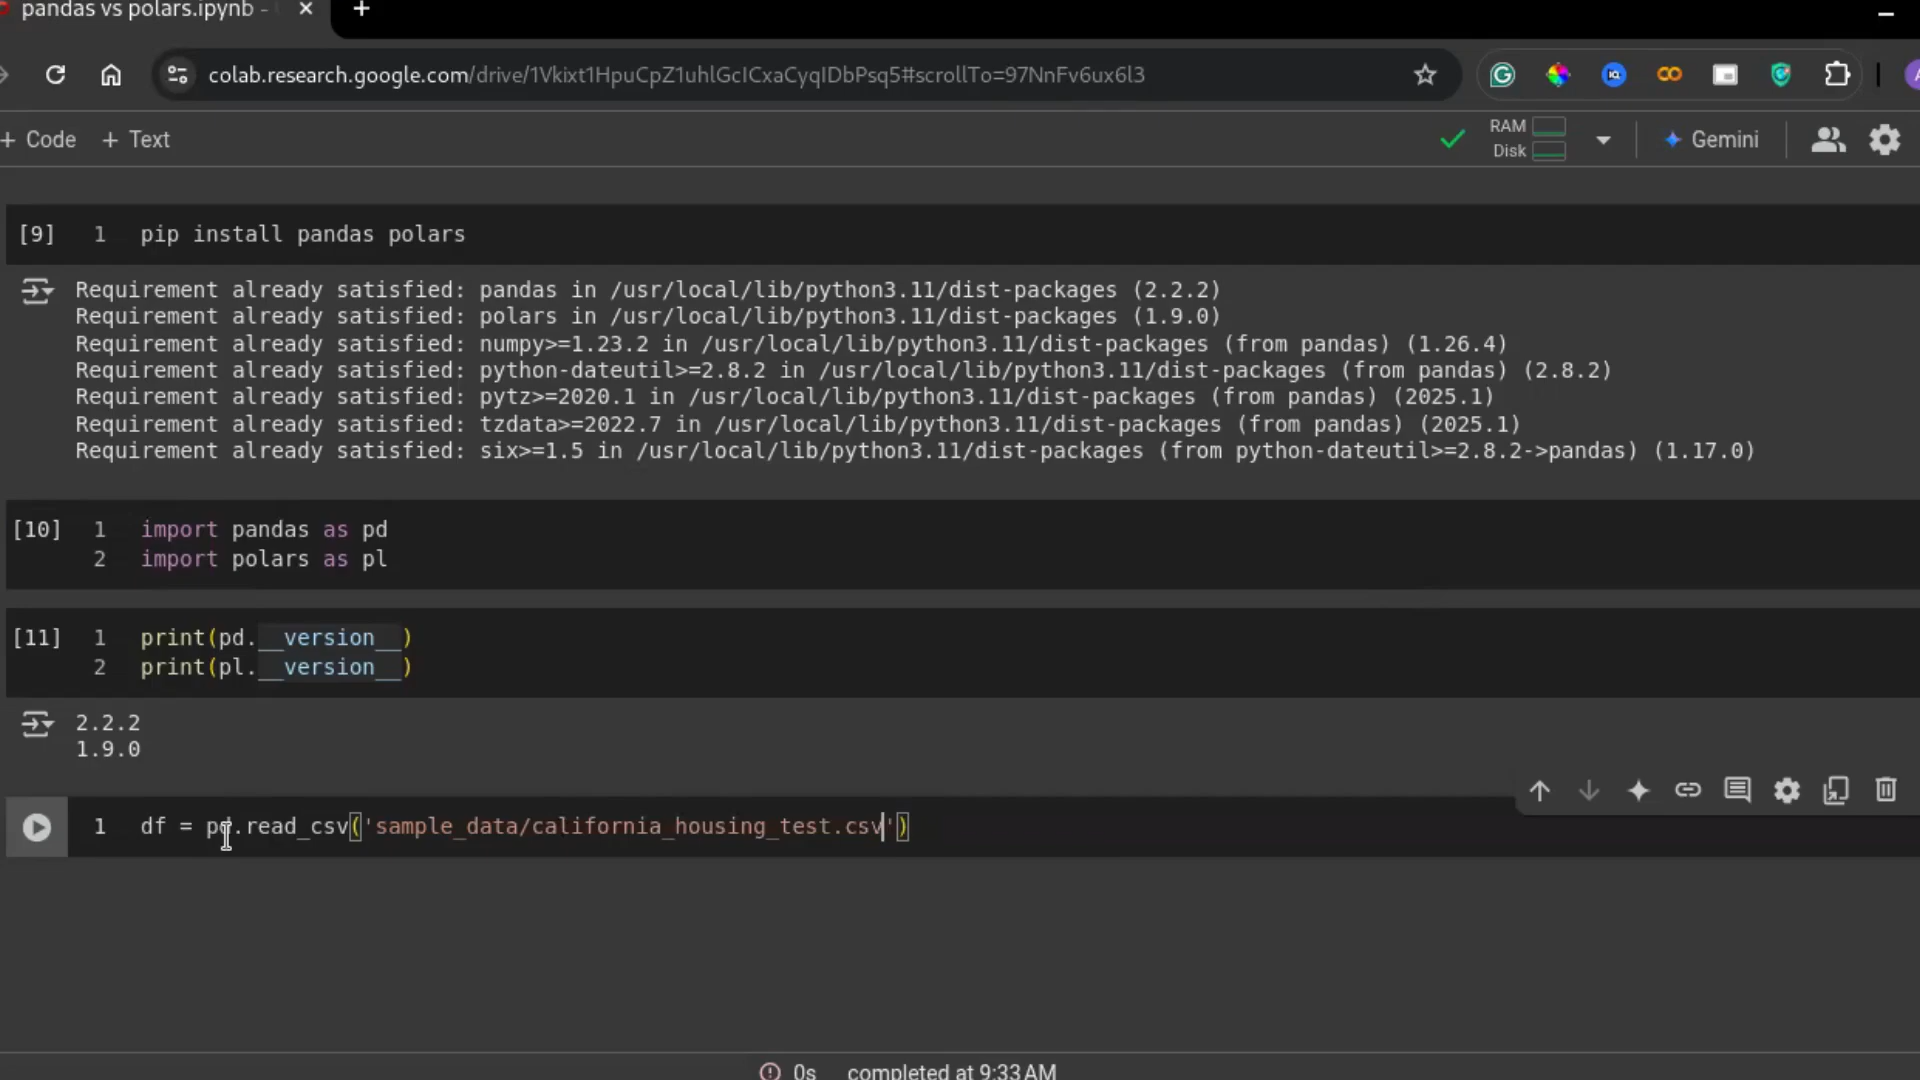 pandas vs polars.ipynb -
colab.research.google.com/drive/1Vkixt1HpuCpZ1uhlGcICxaCyqIDbPsq5#scrollTo=97NnFv6ux6l3
+ Code + Text
RAM
Disk
Gemini
[9] 1 pip install pandas polars
Requirement already satisfied: pandas in /usr/local/lib/python3.11/dist-packages (2.2.2)
Requirement already satisfied: polars in /usr/local/lib/python3.11/dist-packages (1.9.0)
Requirement already satisfied: numpy>=1.23.2 in /usr/local/lib/python3.11/dist-packages (from pandas) (1.26.4)
Requirement already satisfied: python-dateutil>=2.8.2 in /usr/local/lib/python3.11/dist-packages (from pandas) (2.8.2)
Requirement already satisfied: pytz>=2020.1 in /usr/local/lib/python3.11/dist-packages (from pandas) (2025.1)
Requirement already satisfied: tzdata>=2022.7 in /usr/local/lib/python3.11/dist-packages (from pandas) (2025.1)
Requirement already satisfied: six>=1.5 in /usr/local/lib/python3.11/dist-packages (from python-dateutil>=2.8.2->pandas) (1.17.0)
[10] 1 import pandas as pd
2 import polars as pl
[11] 1 print(pd.__version__)
2 print(pl.__version__)
2.2.2
1.9.0
1 df = pd.read_csv('sample_data/california_housing_test.csv')
0s completed at 9:33 AM